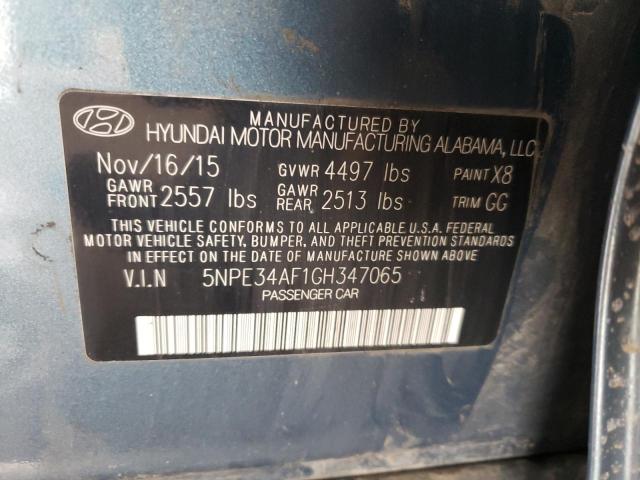 MANUFACTURED BY
HYUNDAI MOTOR MANUFACTURING ALABAMA, LLC
Nov/16/15 GVWR 4497 lbs PAINT X8
GAWR FRONT 2557 lbs GAWR REAR 2513 lbs TRIM GG
THIS VEHICLE CONFORMS TO ALL APPLICABLE U.S.A. FEDERAL
MOTOR VEHICLE SAFETY, BUMPER, AND THEFT PREVENTION STANDARDS
IN EFFECT ON THE DATE OF MANUFACTURE SHOWN ABOVE.
V.I.N 5NPE34AF1GH347065
PASSENGER CAR